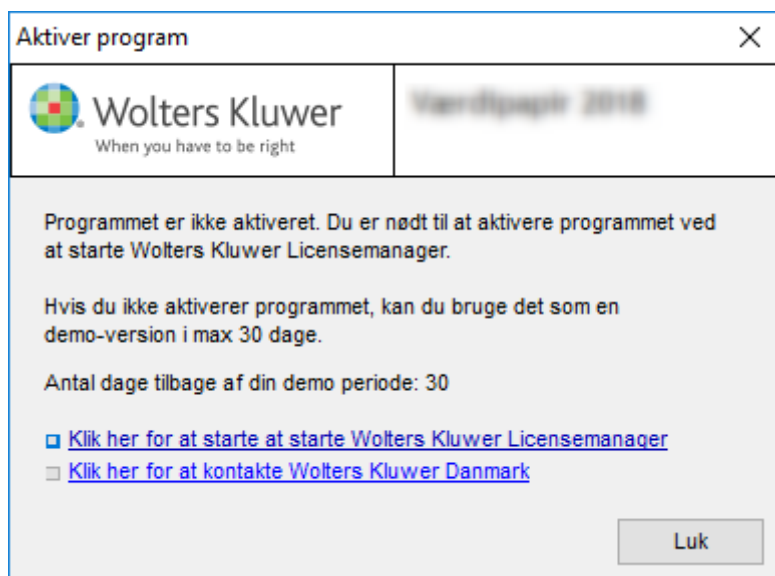 Aktiver program
Wolters Kluwer
When you have to be right
Værdipapir 2018
Programmet er ikke aktiveret. Du er nødt til at aktivere programmet ved
at starte Wolters Kluwer Licensemanager.
Hvis du ikke aktiverer programmet, kan du bruge det som en
demo-version i max 30 dage.
Antal dage tilbage af din demo periode: 30
Klik her for at starte at starte Wolters Kluwer Licensemanager
Klik her for at kontakte Wolters Kluwer Danmark
Luk